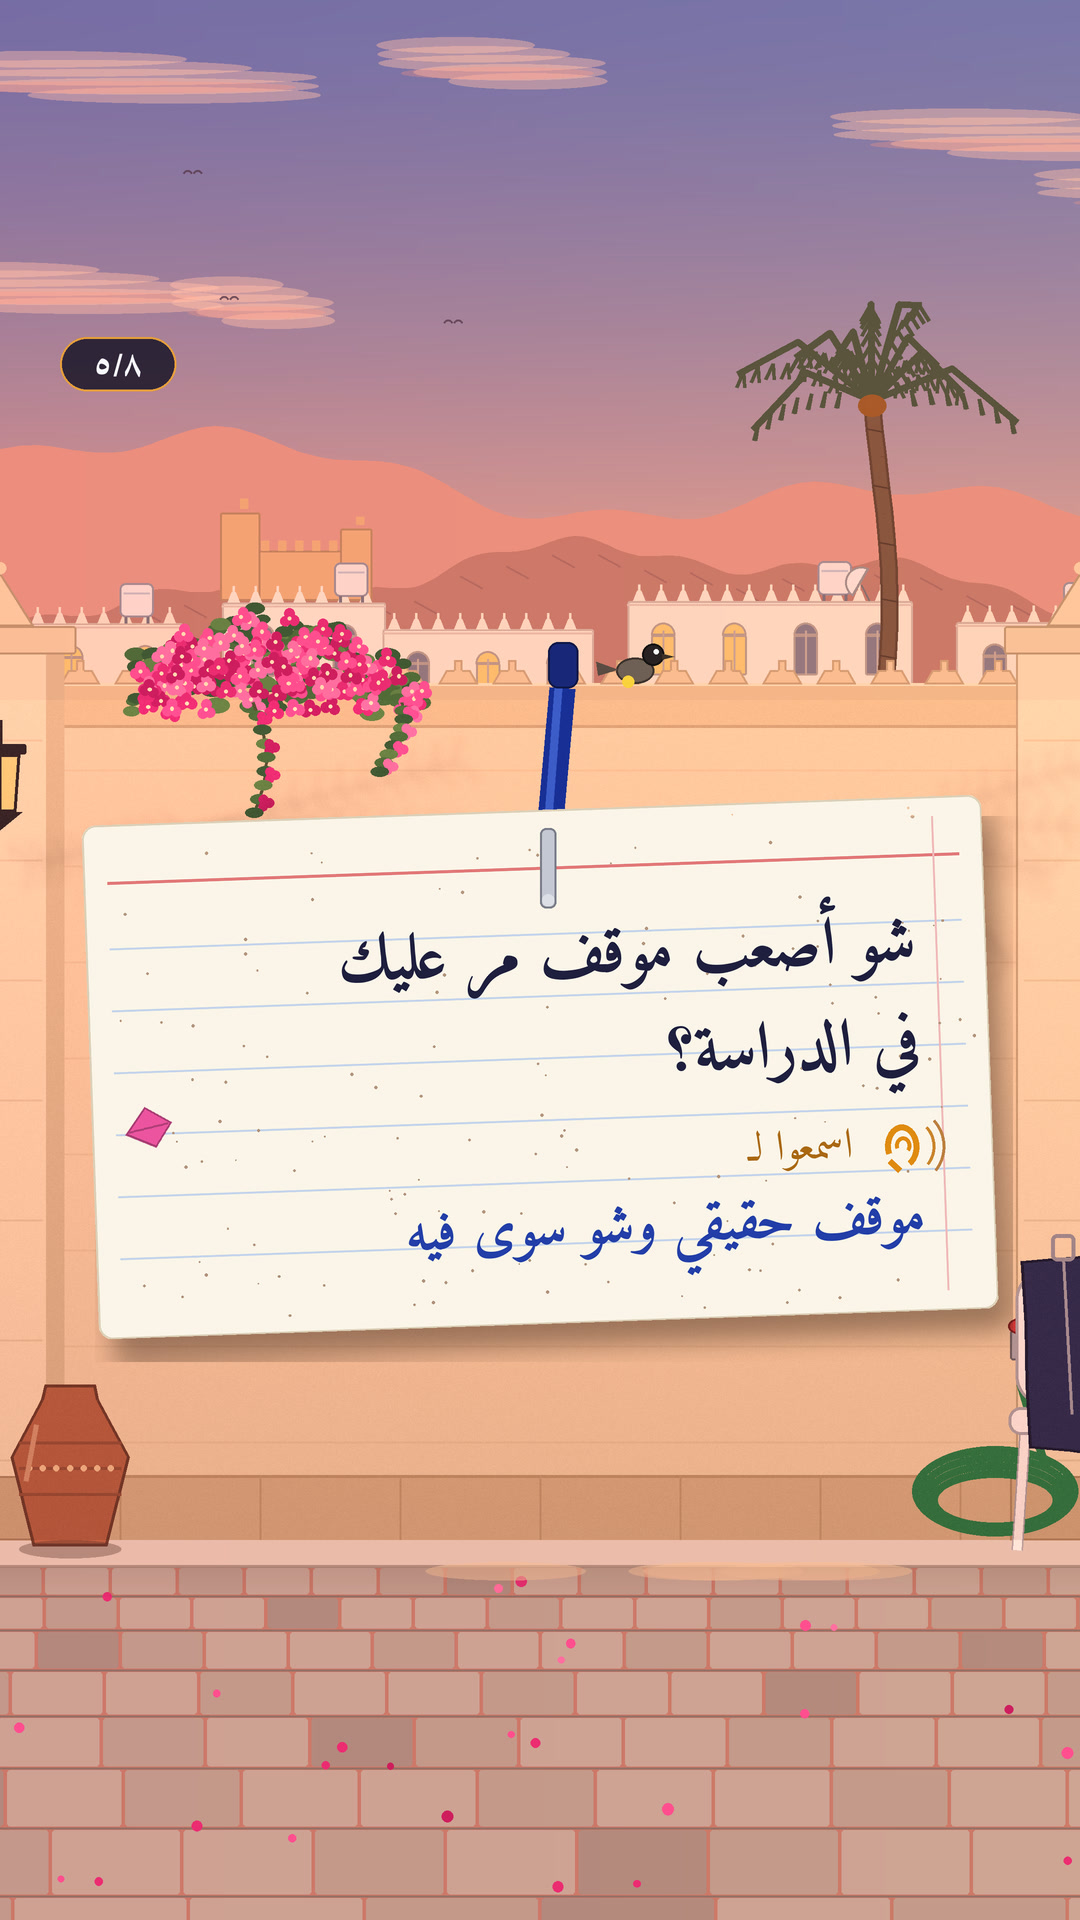 ٥/٨
شو أصعب موقف مر عليك
في الدراسة؟
اسمعوا لـ
موقف حقيقي وشو سوى فيه